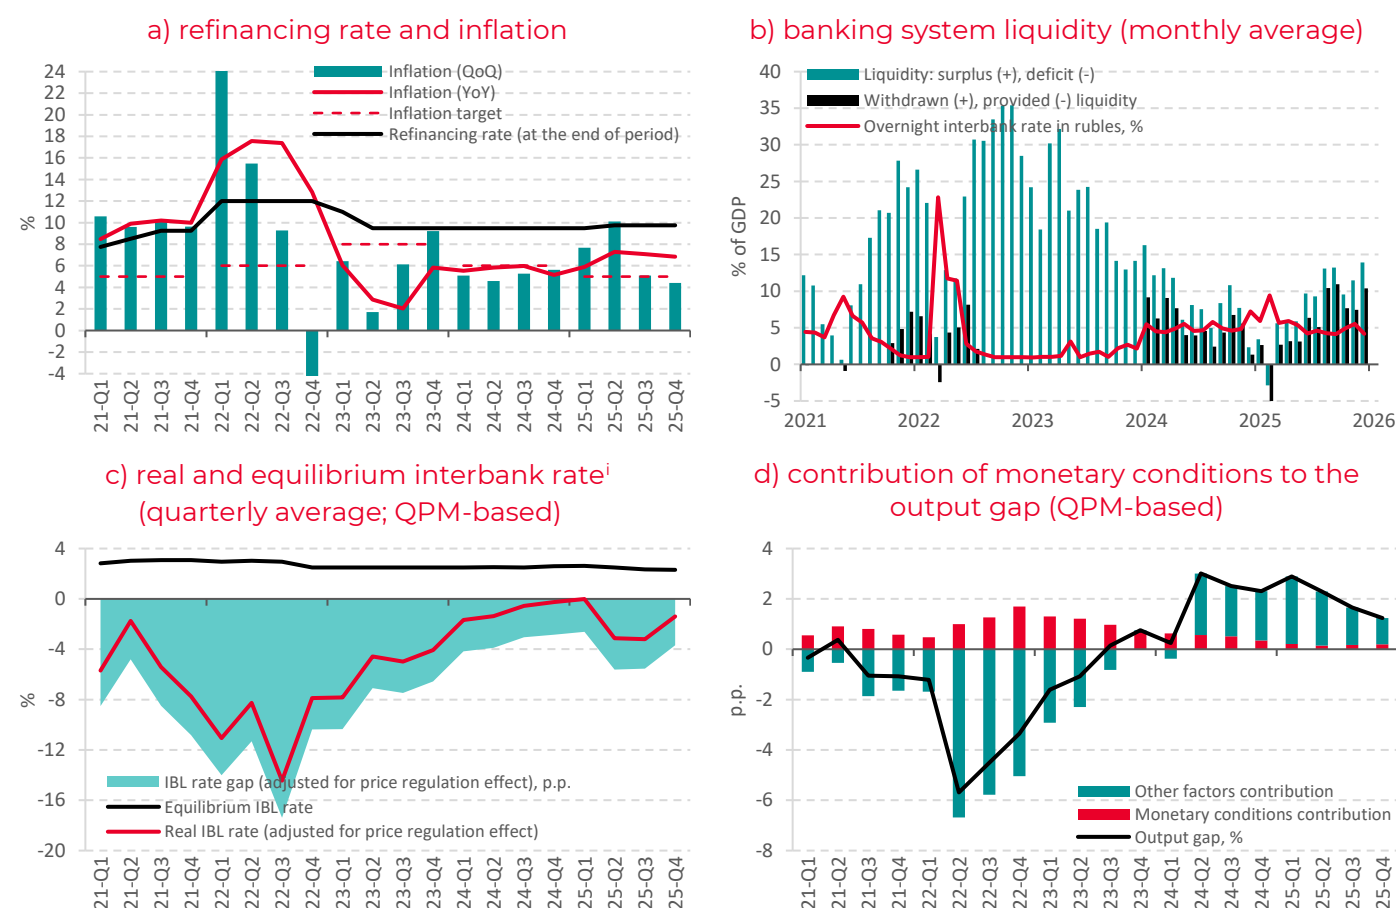 a) refinancing rate and inflation
24
22
20
18
16
14
12
10
8
6
4
2
0
-2
-4
%
Inflation (QoQ)
Inflation (YoY)
Inflation target
Refinancing rate (at the end of period)
21-Q1
21-Q2
21-Q3
21-Q4
22-Q1
22-Q2
22-Q3
22-Q4
23-Q1
23-Q2
23-Q3
23-Q4
24-Q1
24-Q2
24-Q3
24-Q4
25-Q1
25-Q2
25-Q3
25-Q4
b) banking system liquidity (monthly average)
40
35
30
25
20
15
10
5
0
-5
% of GDP
Liquidity: surplus (+), deficit (-)
Withdrawn (+), provided (-) liquidity
Overnight interbank rate in rubles, %
2021
2022
2023
2024
2025
2026
c) real and equilibrium interbank rateⁱ
(quarterly average; QPM-based)
4
0
-4
-8
-12
-16
-20
%
IBL rate gap (adjusted for price regulation effect), p.p.
Equilibrium IBL rate
Real IBL rate (adjusted for price regulation effect)
21-Q1
21-Q2
21-Q3
21-Q4
22-Q1
22-Q2
22-Q3
22-Q4
23-Q1
23-Q2
23-Q3
23-Q4
24-Q1
24-Q2
24-Q3
24-Q4
25-Q1
25-Q2
25-Q3
25-Q4
d) contribution of monetary conditions to the
output gap (QPM-based)
4
2
0
-2
-4
-6
-8
p.p.
Other factors contribution
Monetary conditions contribution
Output gap, %
21-Q1
21-Q2
21-Q3
21-Q4
22-Q1
22-Q2
22-Q3
22-Q4
23-Q1
23-Q2
23-Q3
23-Q4
24-Q1
24-Q2
24-Q3
24-Q4
25-Q1
25-Q2
25-Q3
25-Q4